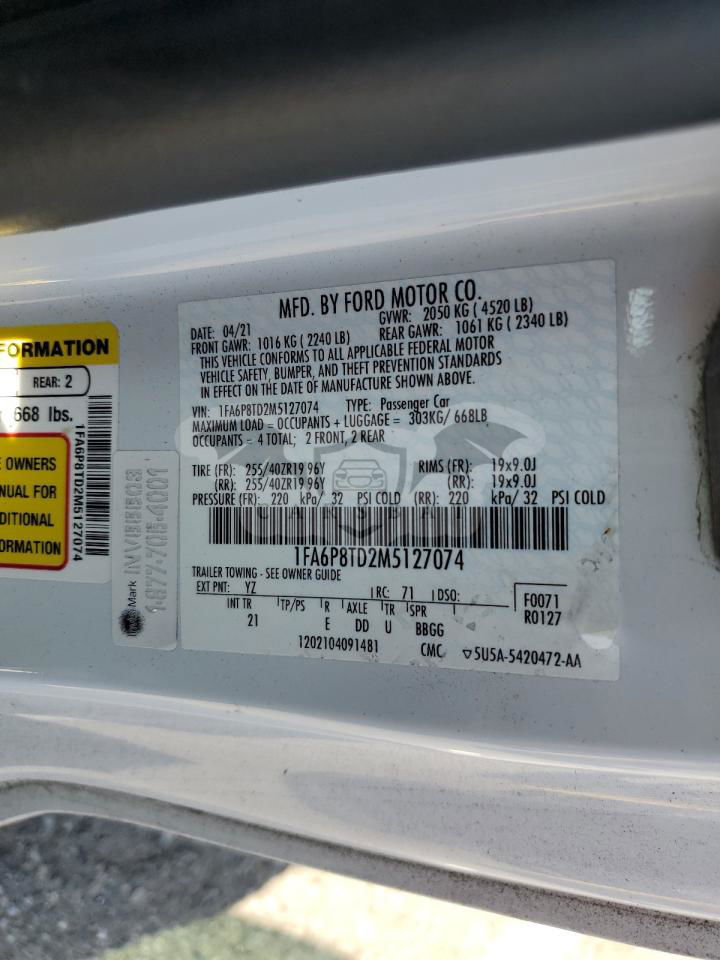 MFD. BY FORD MOTOR CO.
DATE: 04/21 GVWR: 2050 KG ( 4520 LB)
FRONT GAWR: 1016 KG ( 2240 LB) REAR GAWR: 1061 KG ( 2340 LB)
THIS VEHICLE CONFORMS TO ALL APPLICABLE FEDERAL MOTOR
VEHICLE SAFETY, BUMPER, AND THEFT PREVENTION STANDARDS
IN EFFECT ON THE DATE OF MANUFACTURE SHOWN ABOVE.
VIN: 1FA6P8TD2M5127074 TYPE: Passenger Car
MAXIMUM LOAD = OCCUPANTS + LUGGAGE = 303KG/ 668LB
OCCUPANTS = 4 TOTAL; 2 FRONT, 2 REAR
TIRE (FR): 255/40ZR19 96Y RIMS (FR): 19x9.0J
(RR): 255/40ZR19 96Y (RR): 19x9.0J
PRESSURE (FR): 220 kPa/ 32 PSI COLD (RR): 220 kPa/ 32 PSI COLD
1FA6P8TD2M5127074
TRAILER TOWING - SEE OWNER GUIDE
EXT PNT: YZ RC: 71 DSO:
INT TR TP/PS R AXLE TR SPR
21 E DD U BBGG
F0071
R0127
1202104091481 CMC 5U5A-5420472-AA
FORMATION
REAR: 2
668 lbs.
E OWNERS
NUAL FOR
DDITIONAL
FORMATION
1FA6P8TD2M5127074
Mark
1-877-706-4001